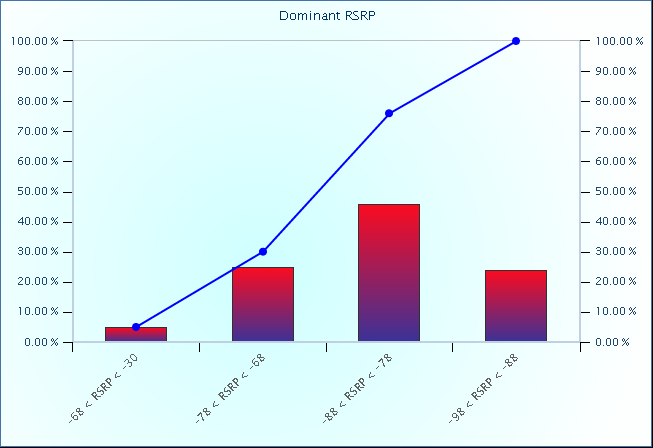 Dominant RSRP
100.00 % 100.00 %
90.00 % 90.00 %
80.00 % 80.00 %
70.00 % 70.00 %
60.00 % 60.00 %
50.00 % 50.00 %
40.00 % 40.00 %
30.00 % 30.00 %
20.00 % 20.00 %
10.00 % 10.00 %
0.00 % 0.00 %
-68 < RSRP < -30
-78 < RSRP < -68
-88 < RSRP < -78
-98 < RSRP < -88